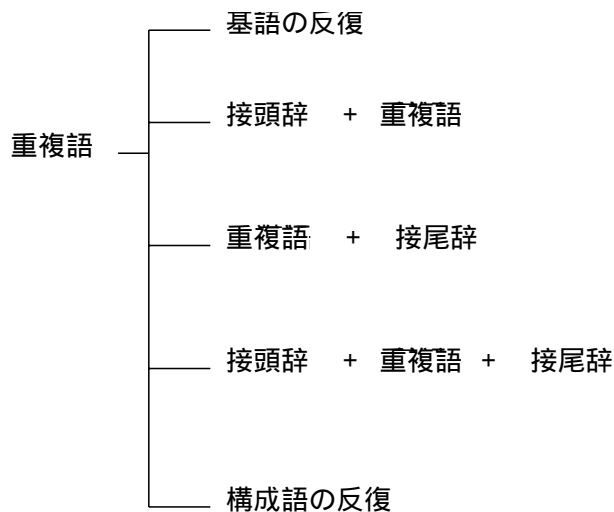 基語の反復
接頭辞 + 重複語
重複語
重複語 + 接尾辞
接頭辞 + 重複語 + 接尾辞
構成語の反復